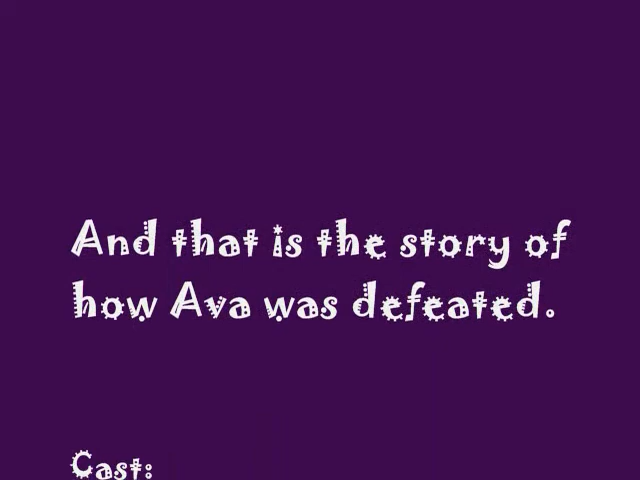 And that is the story of
how Ava was defeated.
Cast: